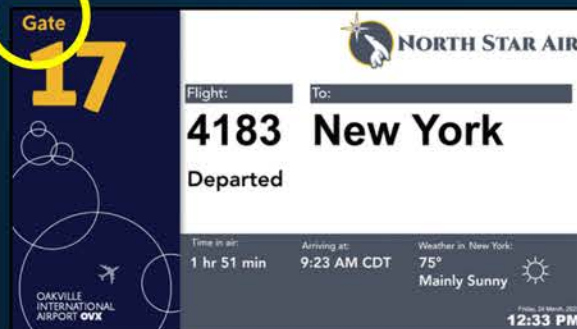 Gate
17
NORTH STAR AIR
Flight:
To:
4183
New York
Departed
Time in air:
Arriving at:
Weather in New York:
1 hr 51 min
9:23 AM CDT
75°
Mainly Sunny
OAKVILLE
INTERNATIONAL
AIRPORT OVX
12:33 PM